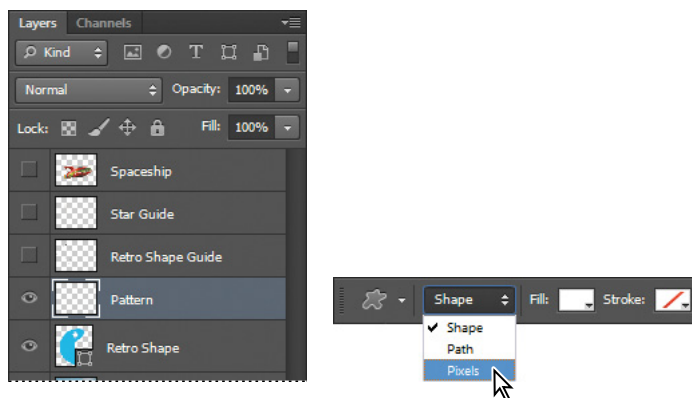 Layers Channels
Kind T
Normal Opacity: 100%
Lock: Fill: 100%
Spaceship
Star Guide
Retro Shape Guide
Pattern
Retro Shape
Shape Fill: Stroke:
Shape
Path
Pixels